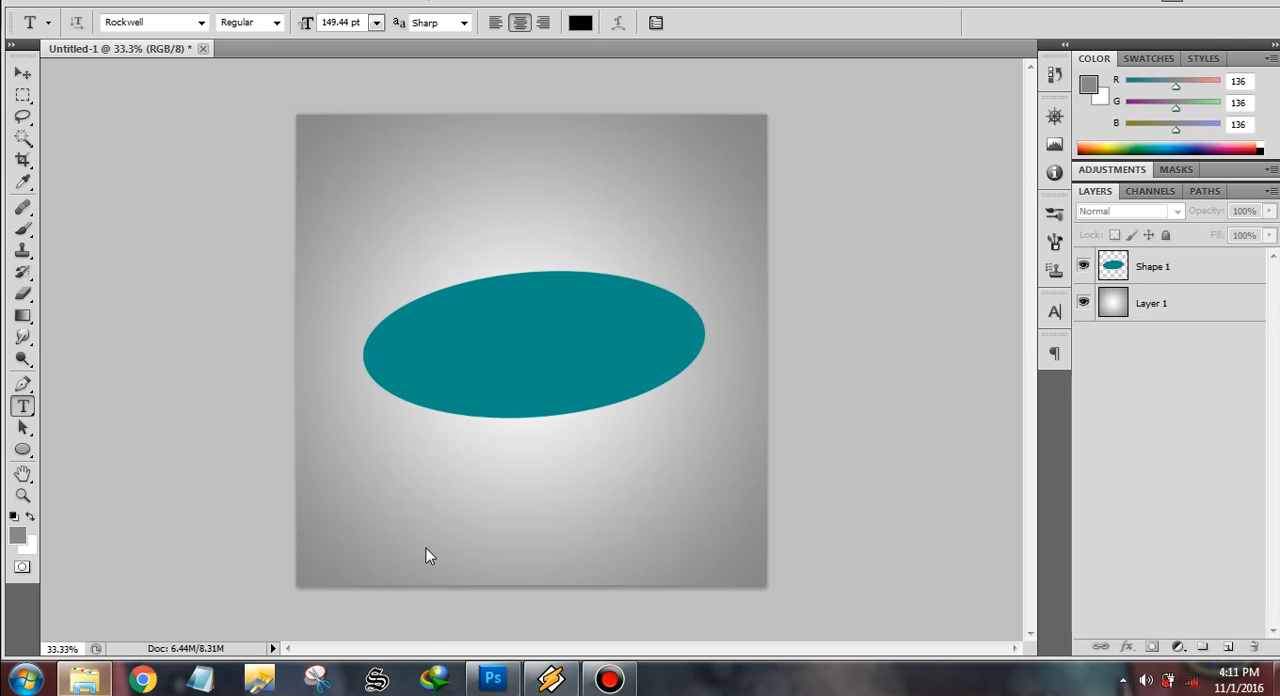 T Rockwell Regular 149.44 pt aa Sharp
Untitled-1 @ 33.3% (RGB/8) *
COLOR SWATCHES STYLES
R 136
G 136
B 136
ADJUSTMENTS MASKS
LAYERS CHANNELS PATHS
Normal Opacity: 100%
Lock: Fill: 100%
Shape 1
Layer 1
33.33% Doc: 6.44M/8.31M
Ps
4:11 PM
11/1/2016